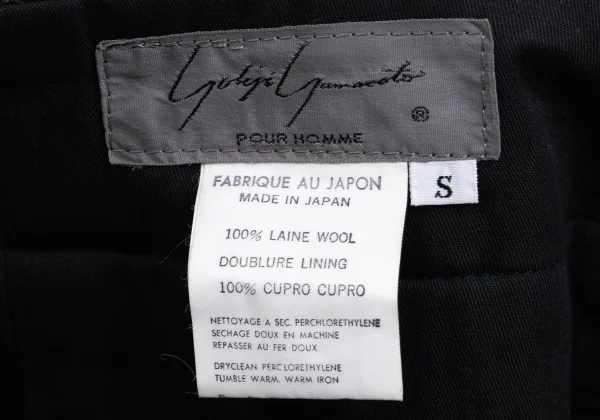 Yohji Yamamoto
®
POUR HOMME
S
FABRIQUE AU JAPON
MADE IN JAPAN
100% LAINE WOOL
DOUBLURE LINING
100% CUPRO CUPRO
NETTOYAGE A SEC. PERCHLORETHYLENE
SECHAGE DOUX EN MACHINE
REPASSER AU FER DOUX
DRYCLEAN PERCLORETHYLENE
TUMBLE WARM. WARM IRON